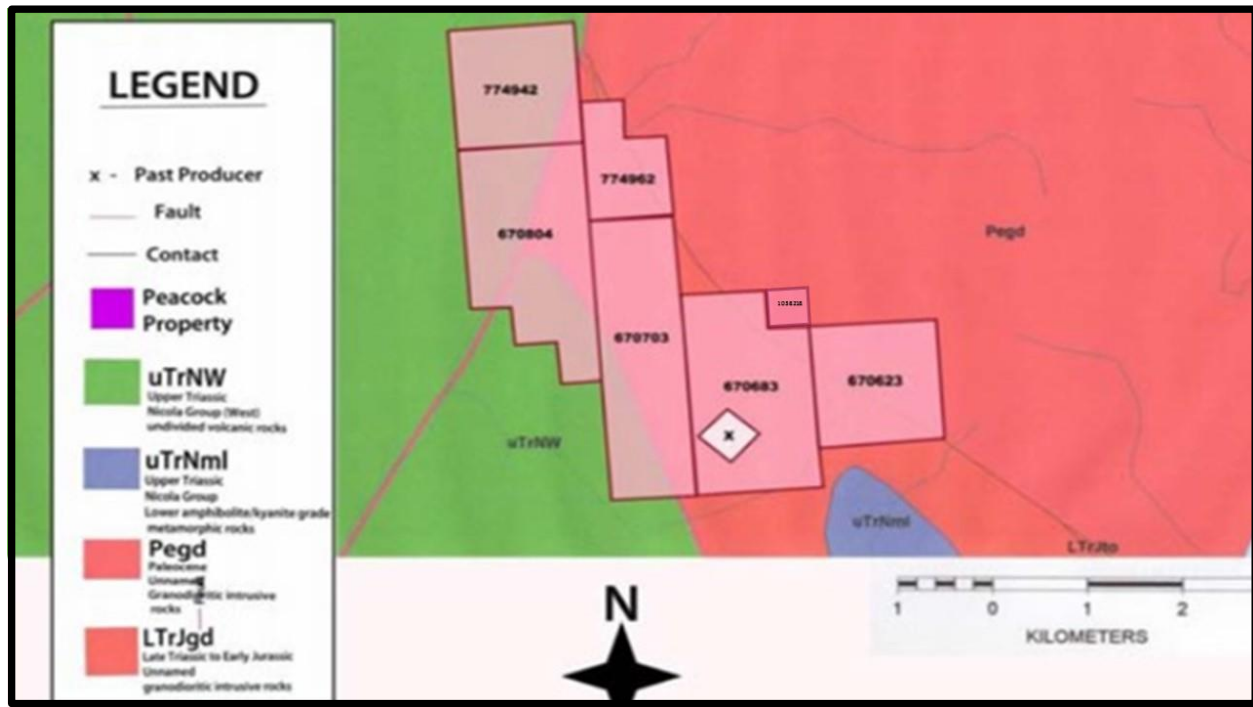 LEGEND
x - Past Producer
Fault
Contact
Peacock
Property
uTrNW
Upper Triassic
Nicola Group (West)
undivided volcanic rocks
uTrNml
Upper Triassic
Nicola Group
Lower amphibolite/kyanite grade
metamorphic rocks
Pegd
Paleocene
Unnamed
Granodioritic intrusive
rocks
LTrJgd
Late Triassic to Early Jurassic
Unnamed
granodioritic intrusive rocks
774942
774962
670804
Pegd
670703
670683
670623
x
uTrNW
uTrNml
LTrJto
N
1 0 1 2
KILOMETERS